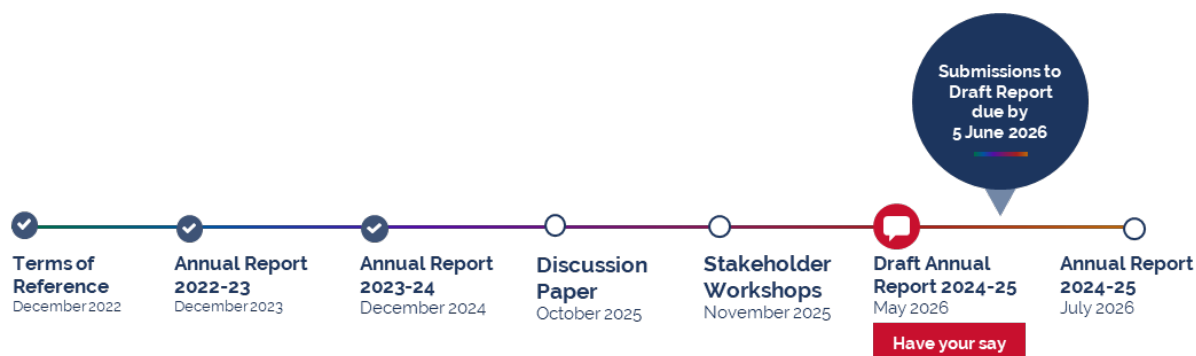 Submissions to
Draft Report
due by
5 June 2026
Terms of
Reference
December 2022
Annual Report
2022-23
December 2023
Annual Report
2023-24
December 2024
Discussion
Paper
October 2025
Stakeholder
Workshops
November 2025
Draft Annual
Report 2024-25
May 2026
Have your say
Annual Report
2024-25
July 2026